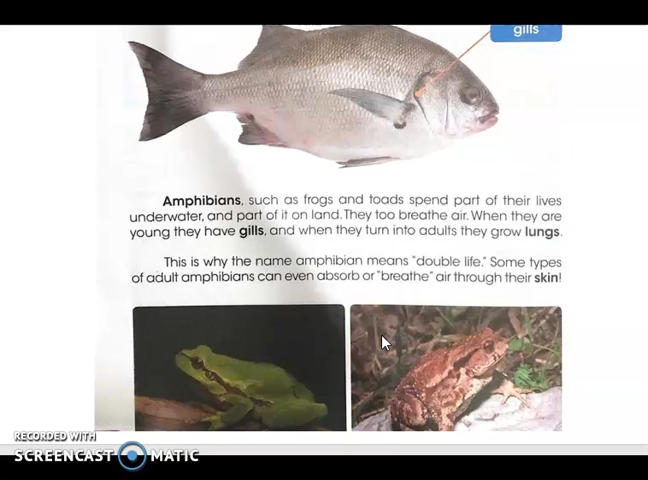 gills
Amphibians, such as frogs and toads spend part of their lives
underwater, and part of it on land. They too breathe air. When they are
young they have gills, and when they turn into adults they grow lungs.
This is why the name amphibian means "double life." Some types
of adult amphibians can even absorb or "breathe" air through their skin!
RECORDED WITH
SCREENCAST MATIC